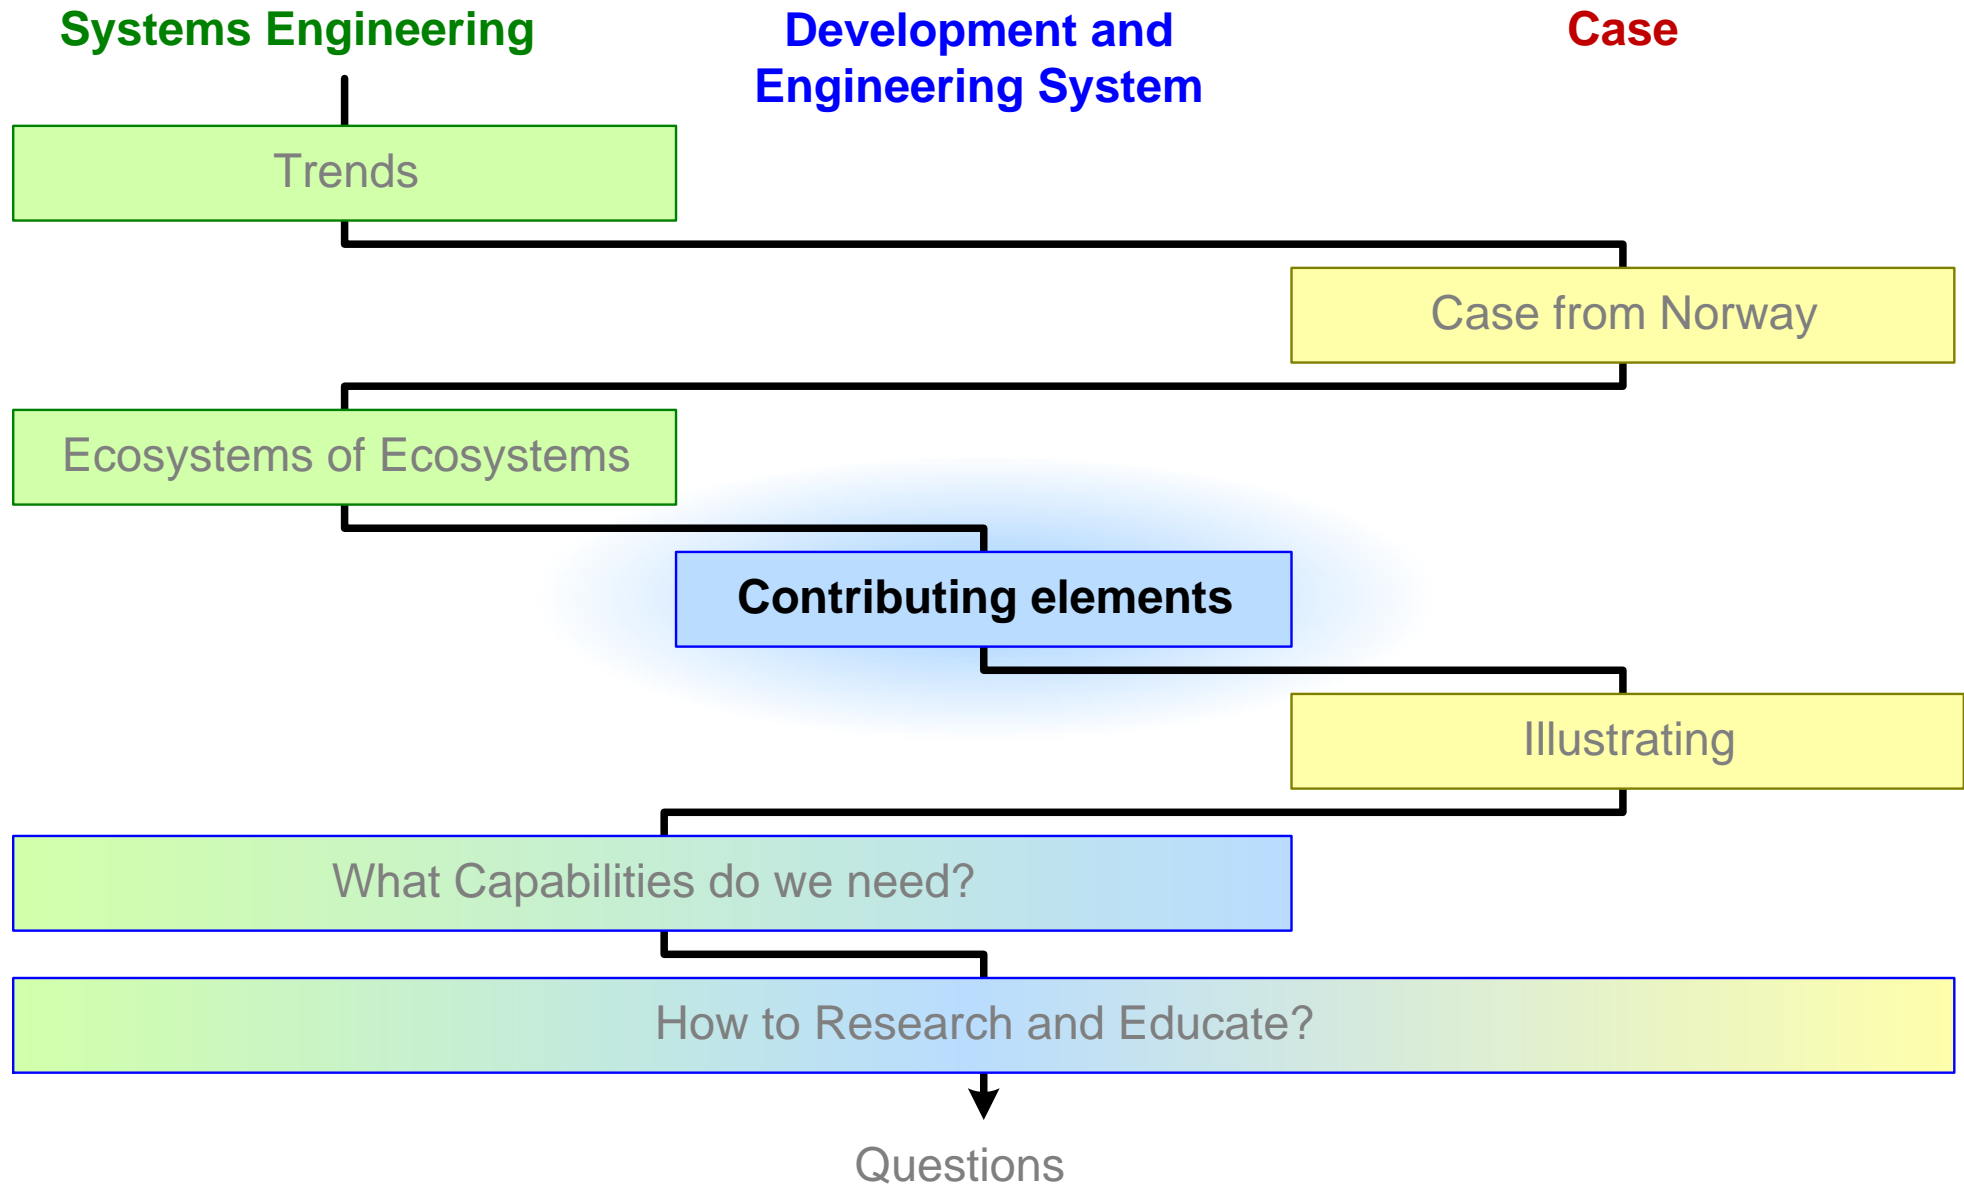 Systems Engineering
Development and
Engineering System
Case
Trends
Case from Norway
Ecosystems of Ecosystems
Contributing elements
Illustrating
What Capabilities do we need?
How to Research and Educate?
Questions